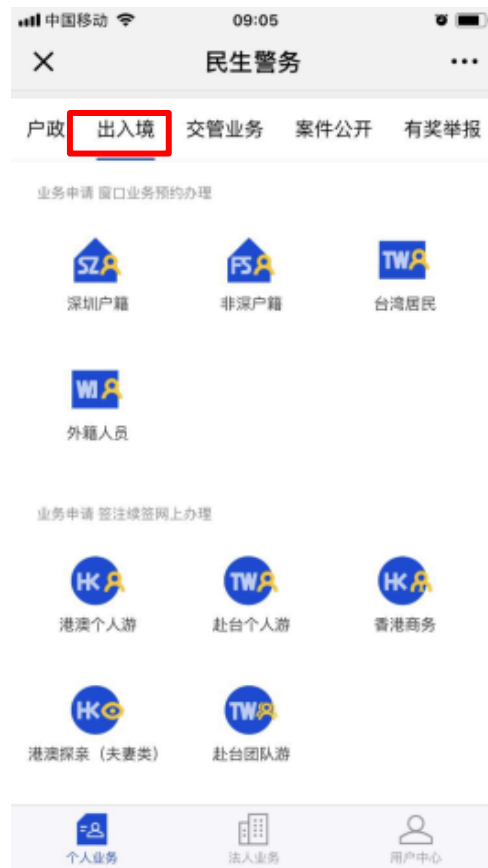 中国移动 09:05
民生警务
户政 出入境 交管业务 案件公开 有奖举报
业务申请 窗口业务预约办理
SZ FS TW
深圳户籍 非深户籍 台湾居民
WI
外籍人员
业务申请 签注续签网上办理
HK TW HK
港澳个人游 赴台个人游 香港商务
HK TW
港澳探亲（夫妻类） 赴台团队游
个人业务 法人业务 用户中心